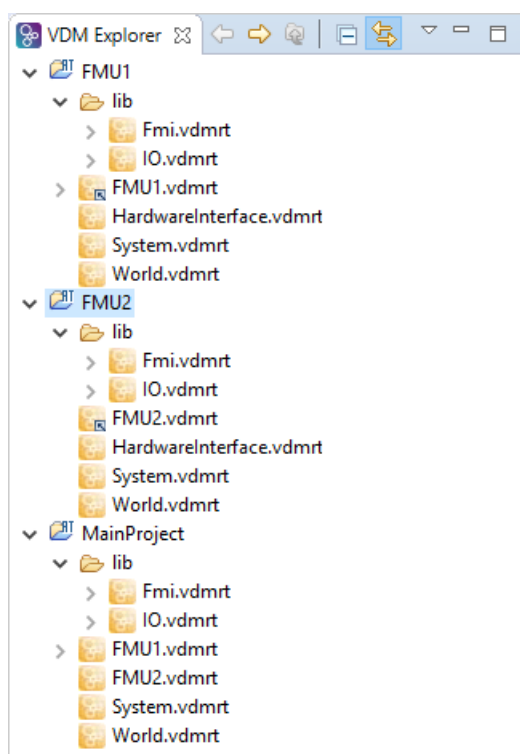 VDM Explorer
FMU1
lib
Fmi.vdmrt
IO.vdmrt
FMU1.vdmrt
HardwareInterface.vdmrt
System.vdmrt
World.vdmrt
FMU2
lib
Fmi.vdmrt
IO.vdmrt
FMU2.vdmrt
HardwareInterface.vdmrt
System.vdmrt
World.vdmrt
MainProject
lib
Fmi.vdmrt
IO.vdmrt
FMU1.vdmrt
FMU2.vdmrt
System.vdmrt
World.vdmrt